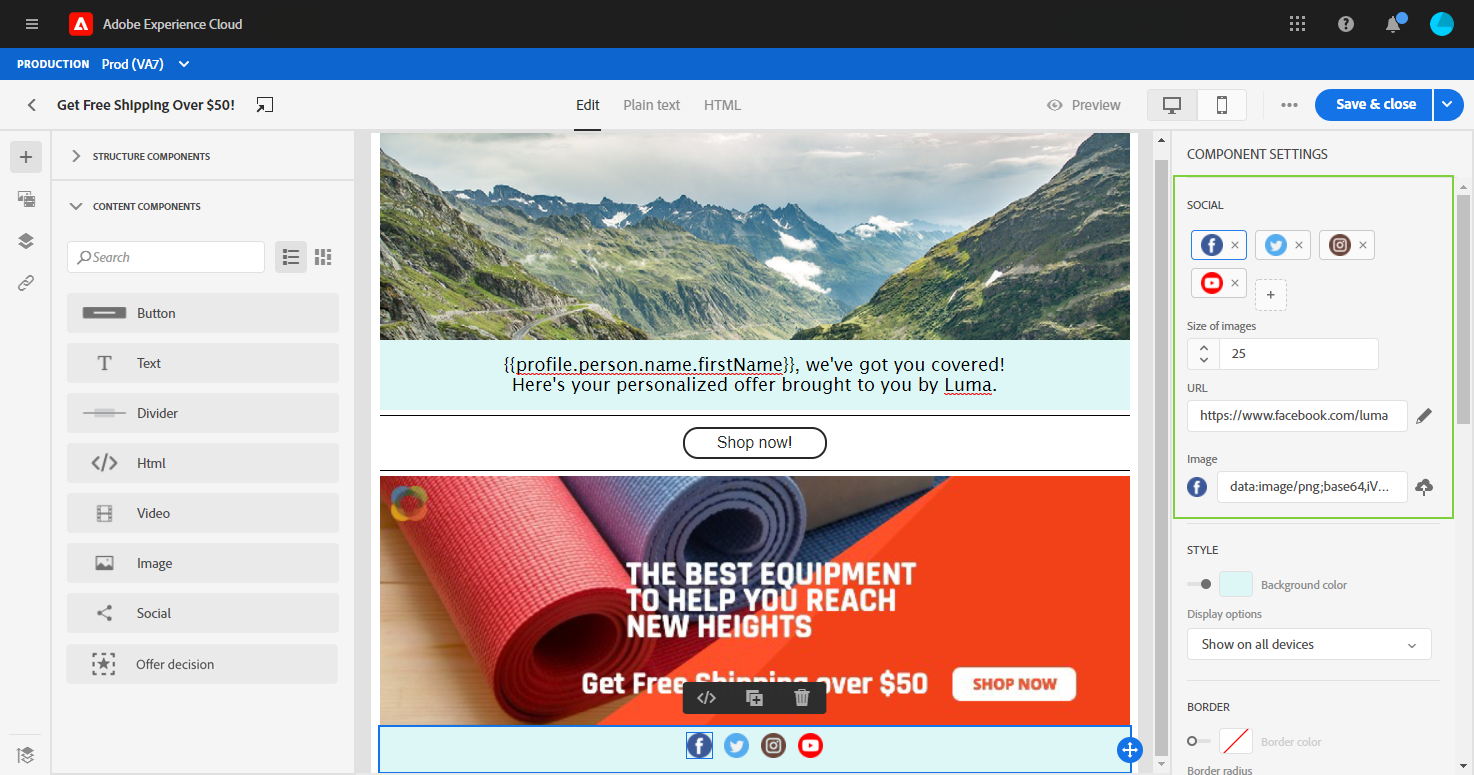 Adobe Experience Cloud
PRODUCTION Prod (VA7)
Get Free Shipping Over $50!
Edit Plain text HTML
Preview
Save & close
STRUCTURE COMPONENTS
CONTENT COMPONENTS
Search
Button
Text
Divider
Html
Video
Image
Social
Offer decision
{{profile.person.name.firstName}}, we've got you covered!
Here's your personalized offer brought to you by Luma.
Shop now!
THE BEST EQUIPMENT
TO HELP YOU REACH
NEW HEIGHTS
Get Free Shipping over $50
SHOP NOW
COMPONENT SETTINGS
SOCIAL
Size of images
25
URL
https://www.facebook.com/luma
Image
data:image/png;base64,iV...
STYLE
Background color
Display options
Show on all devices
BORDER
Border color
Border radius